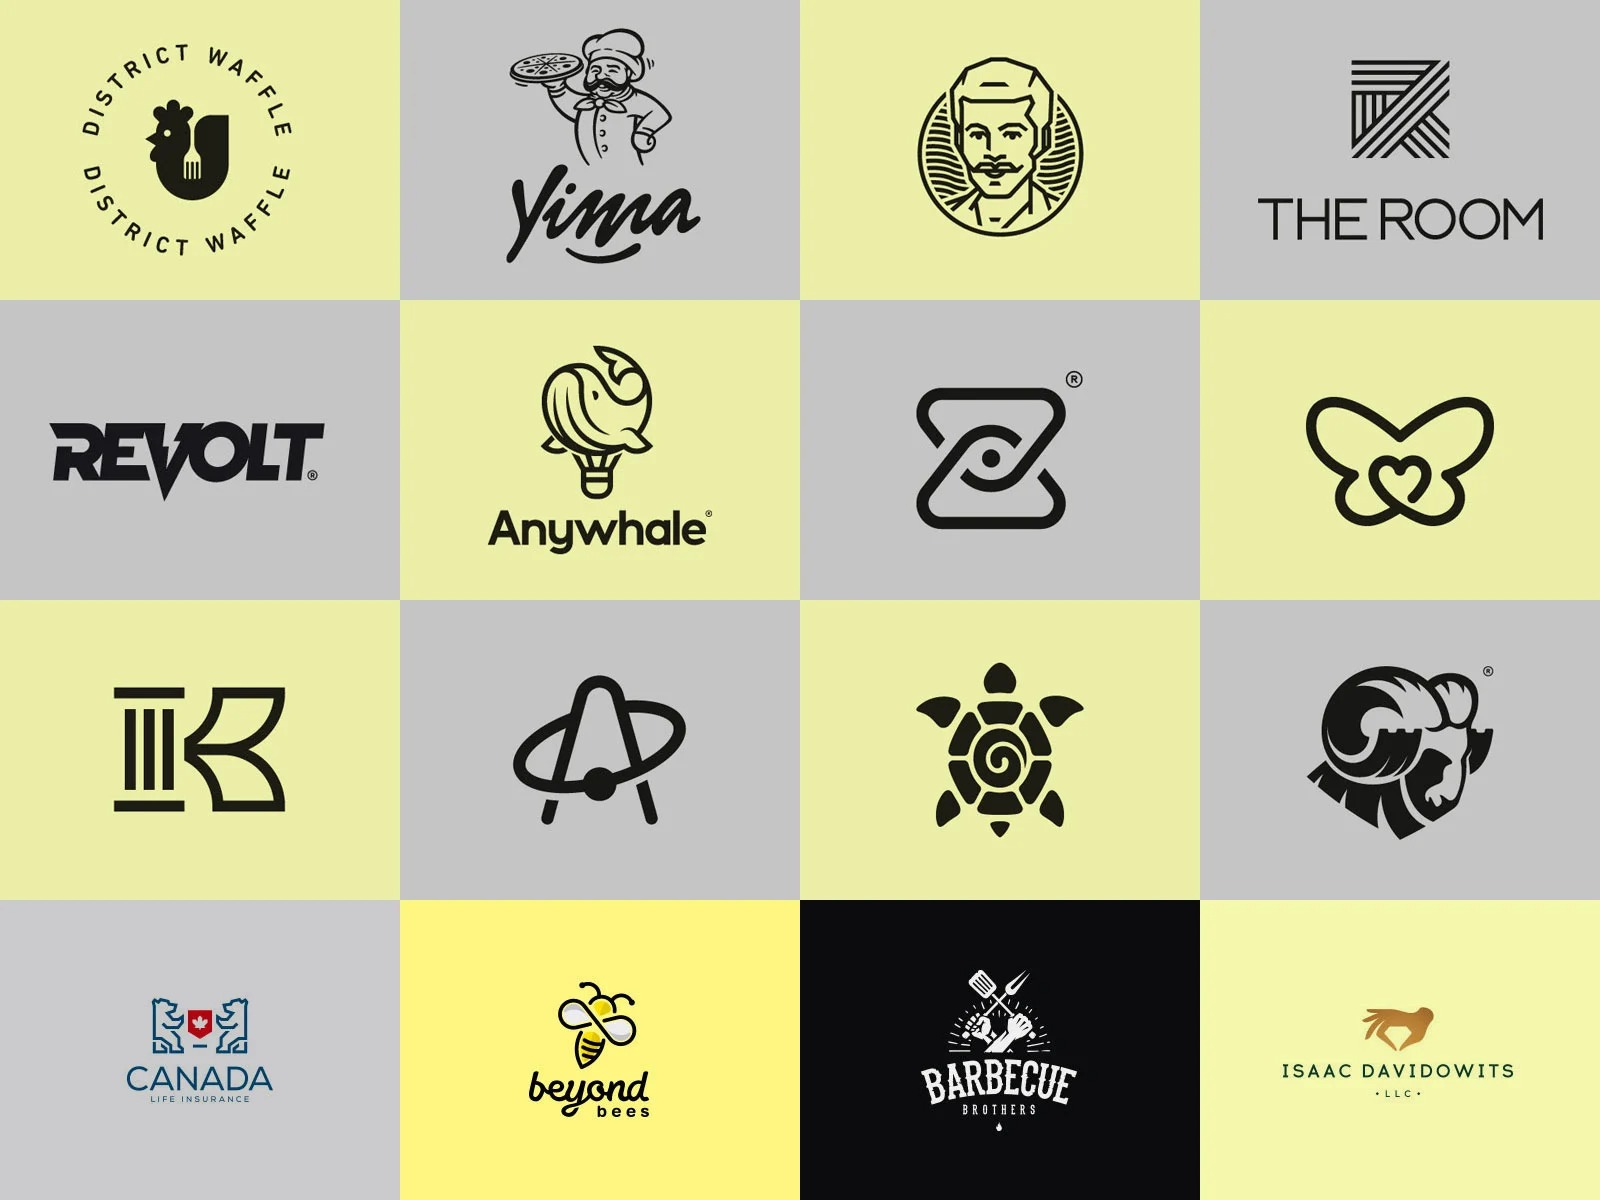 DISTRICT WAFFLE
DISTRICT WAFFLE
Yima
THE ROOM
REVOLT®
Anywhale®
®
®
CANADA
LIFE INSURANCE
beyond
bees
BARBECUE
BROTHERS
ISAAC DAVIDOWITS
• LLC •